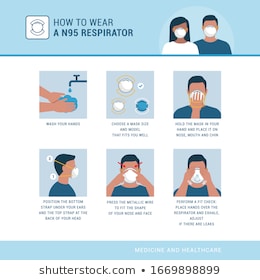 HOW TO WEAR
A N95 RESPIRATOR
WASH YOUR HANDS
CHOOSE A MASK SIZE
AND MODEL
THAT FITS YOU WELL
HOLD THE MASK IN YOUR
HAND AND PLACE IT ON
NOSE, MOUTH AND CHIN
POSITION THE BOTTOM
STRAP UNDER YOUR EARS
AND THE TOP STRAP AT THE
BACK OF YOUR HEAD
PRESS THE METALLIC WIRE
TO FIT THE SHAPE
OF YOUR NOSE AND FACE
PERFORM A FIT CHECK
PLACE HANDS OVER THE
RESPIRATOR AND EXHALE,
ADJUST
IF THERE ARE LEAKS
MEDICINE AND HEALTHCARE
shutterstock.com • 1669898899